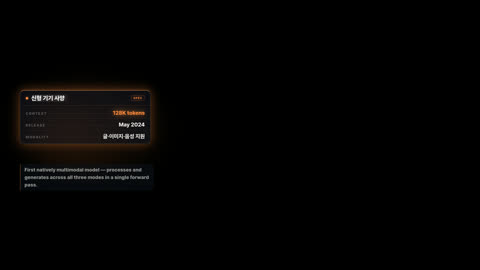 신형 기기 사양
SPEC
CONTEXT 128K tokens
RELEASE May 2024
MODALITY 글·이미지·음성 지원
First natively multimodal model — processes and
generates across all three modes in a single forward
pass.